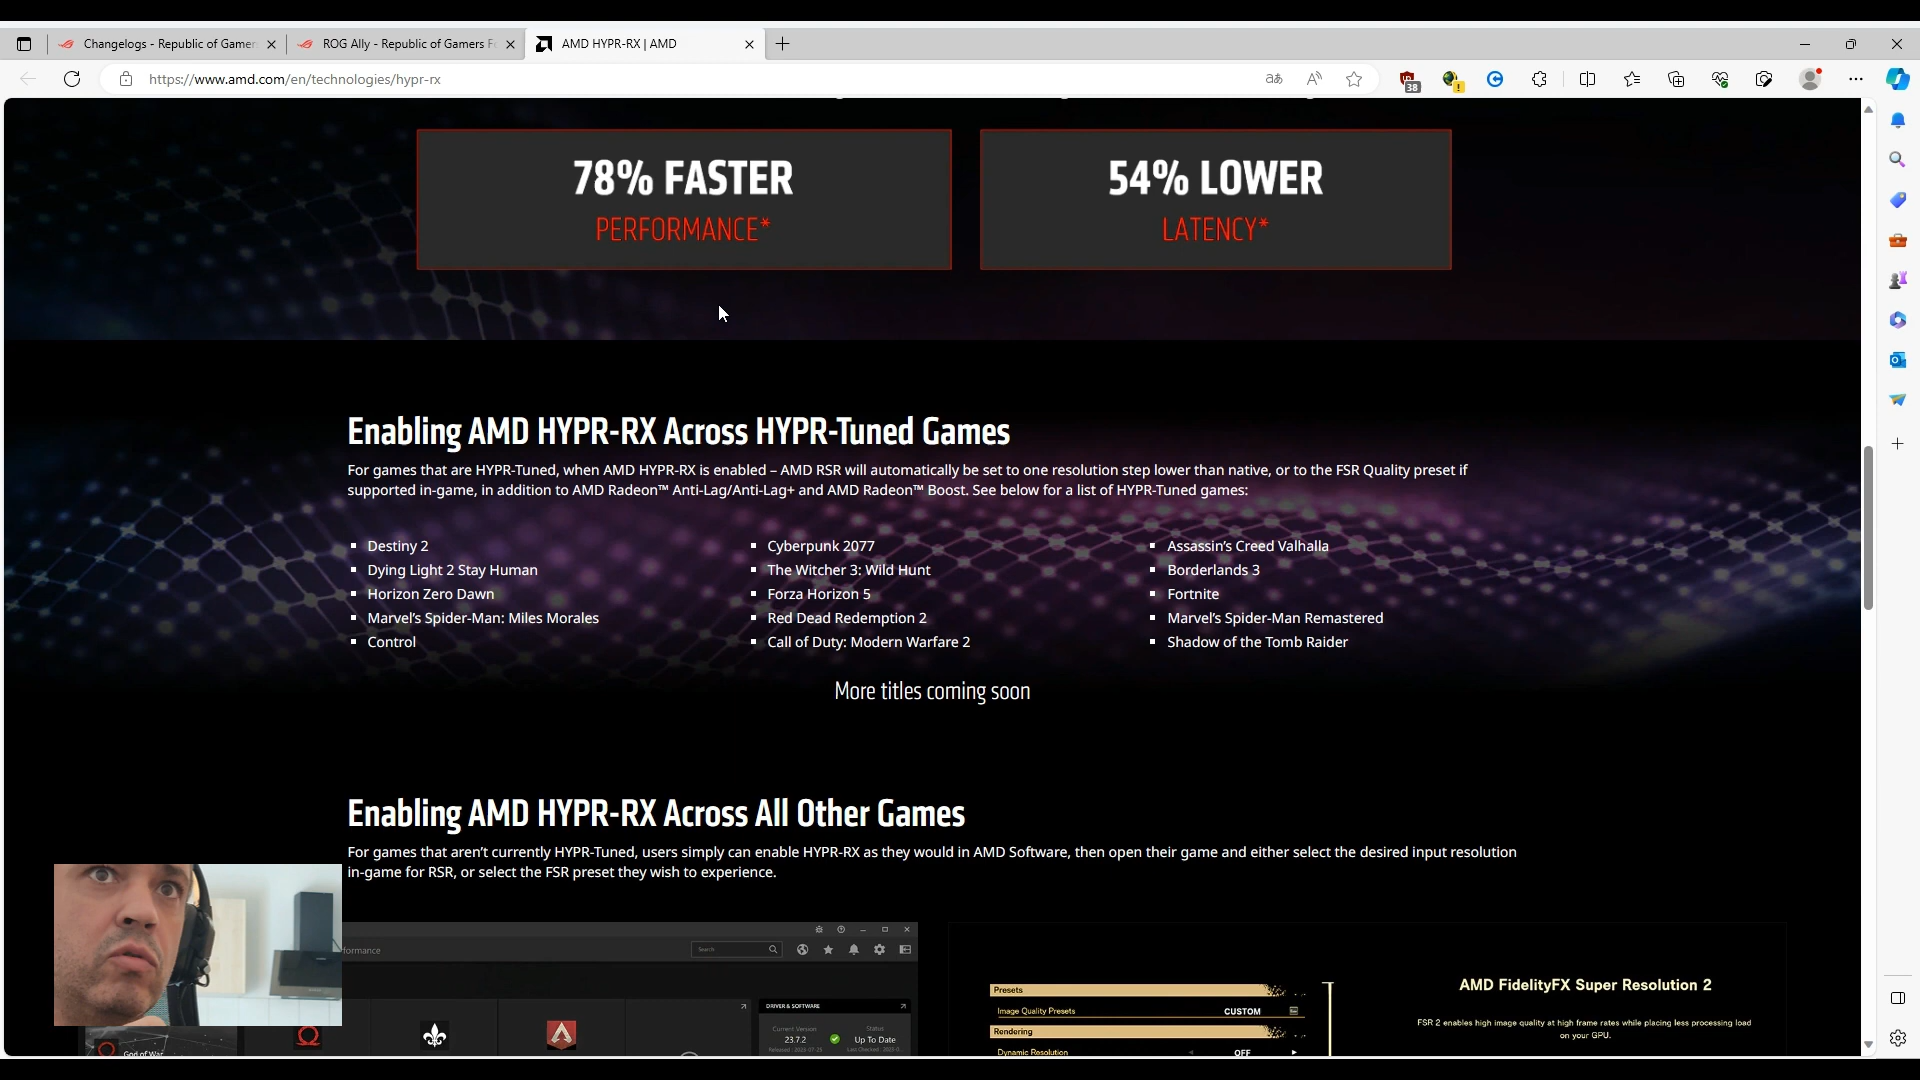 Changelogs - Republic of Gamer
ROG Ally - Republic of Gamers F
AMD HYPR-RX | AMD
https://www.amd.com/en/technologies/hypr-rx
38
78% FASTER
PERFORMANCE*
54% LOWER
LATENCY*
Enabling AMD HYPR-RX Across HYPR-Tuned Games
For games that are HYPR-Tuned, when AMD HYPR-RX is enabled – AMD RSR will automatically be set to one resolution step lower than native, or to the FSR Quality preset if
supported in-game, in addition to AMD Radeon™ Anti-Lag/Anti-Lag+ and AMD Radeon™ Boost. See below for a list of HYPR-Tuned games:
Destiny 2
Dying Light 2 Stay Human
Horizon Zero Dawn
Marvel's Spider-Man: Miles Morales
Control
Cyberpunk 2077
The Witcher 3: Wild Hunt
Forza Horizon 5
Red Dead Redemption 2
Call of Duty: Modern Warfare 2
Assassin's Creed Valhalla
Borderlands 3
Fortnite
Marvel's Spider-Man Remastered
Shadow of the Tomb Raider
More titles coming soon
Enabling AMD HYPR-RX Across All Other Games
For games that aren't currently HYPR-Tuned, users simply can enable HYPR-RX as they would in AMD Software, then open their game and either select the desired input resolution
in-game for RSR, or select the FSR preset they wish to experience.
formance
Search
DRIVER & SOFTWARE
Current Version
Status
23.7.2
Up To Date
God of War
Presets
Image Quality Presets
CUSTOM
Rendering
Dynamic Resolution
OFF
AMD FidelityFX Super Resolution 2
FSR 2 enables high image quality at high frame rates while placing less processing load
on your GPU.